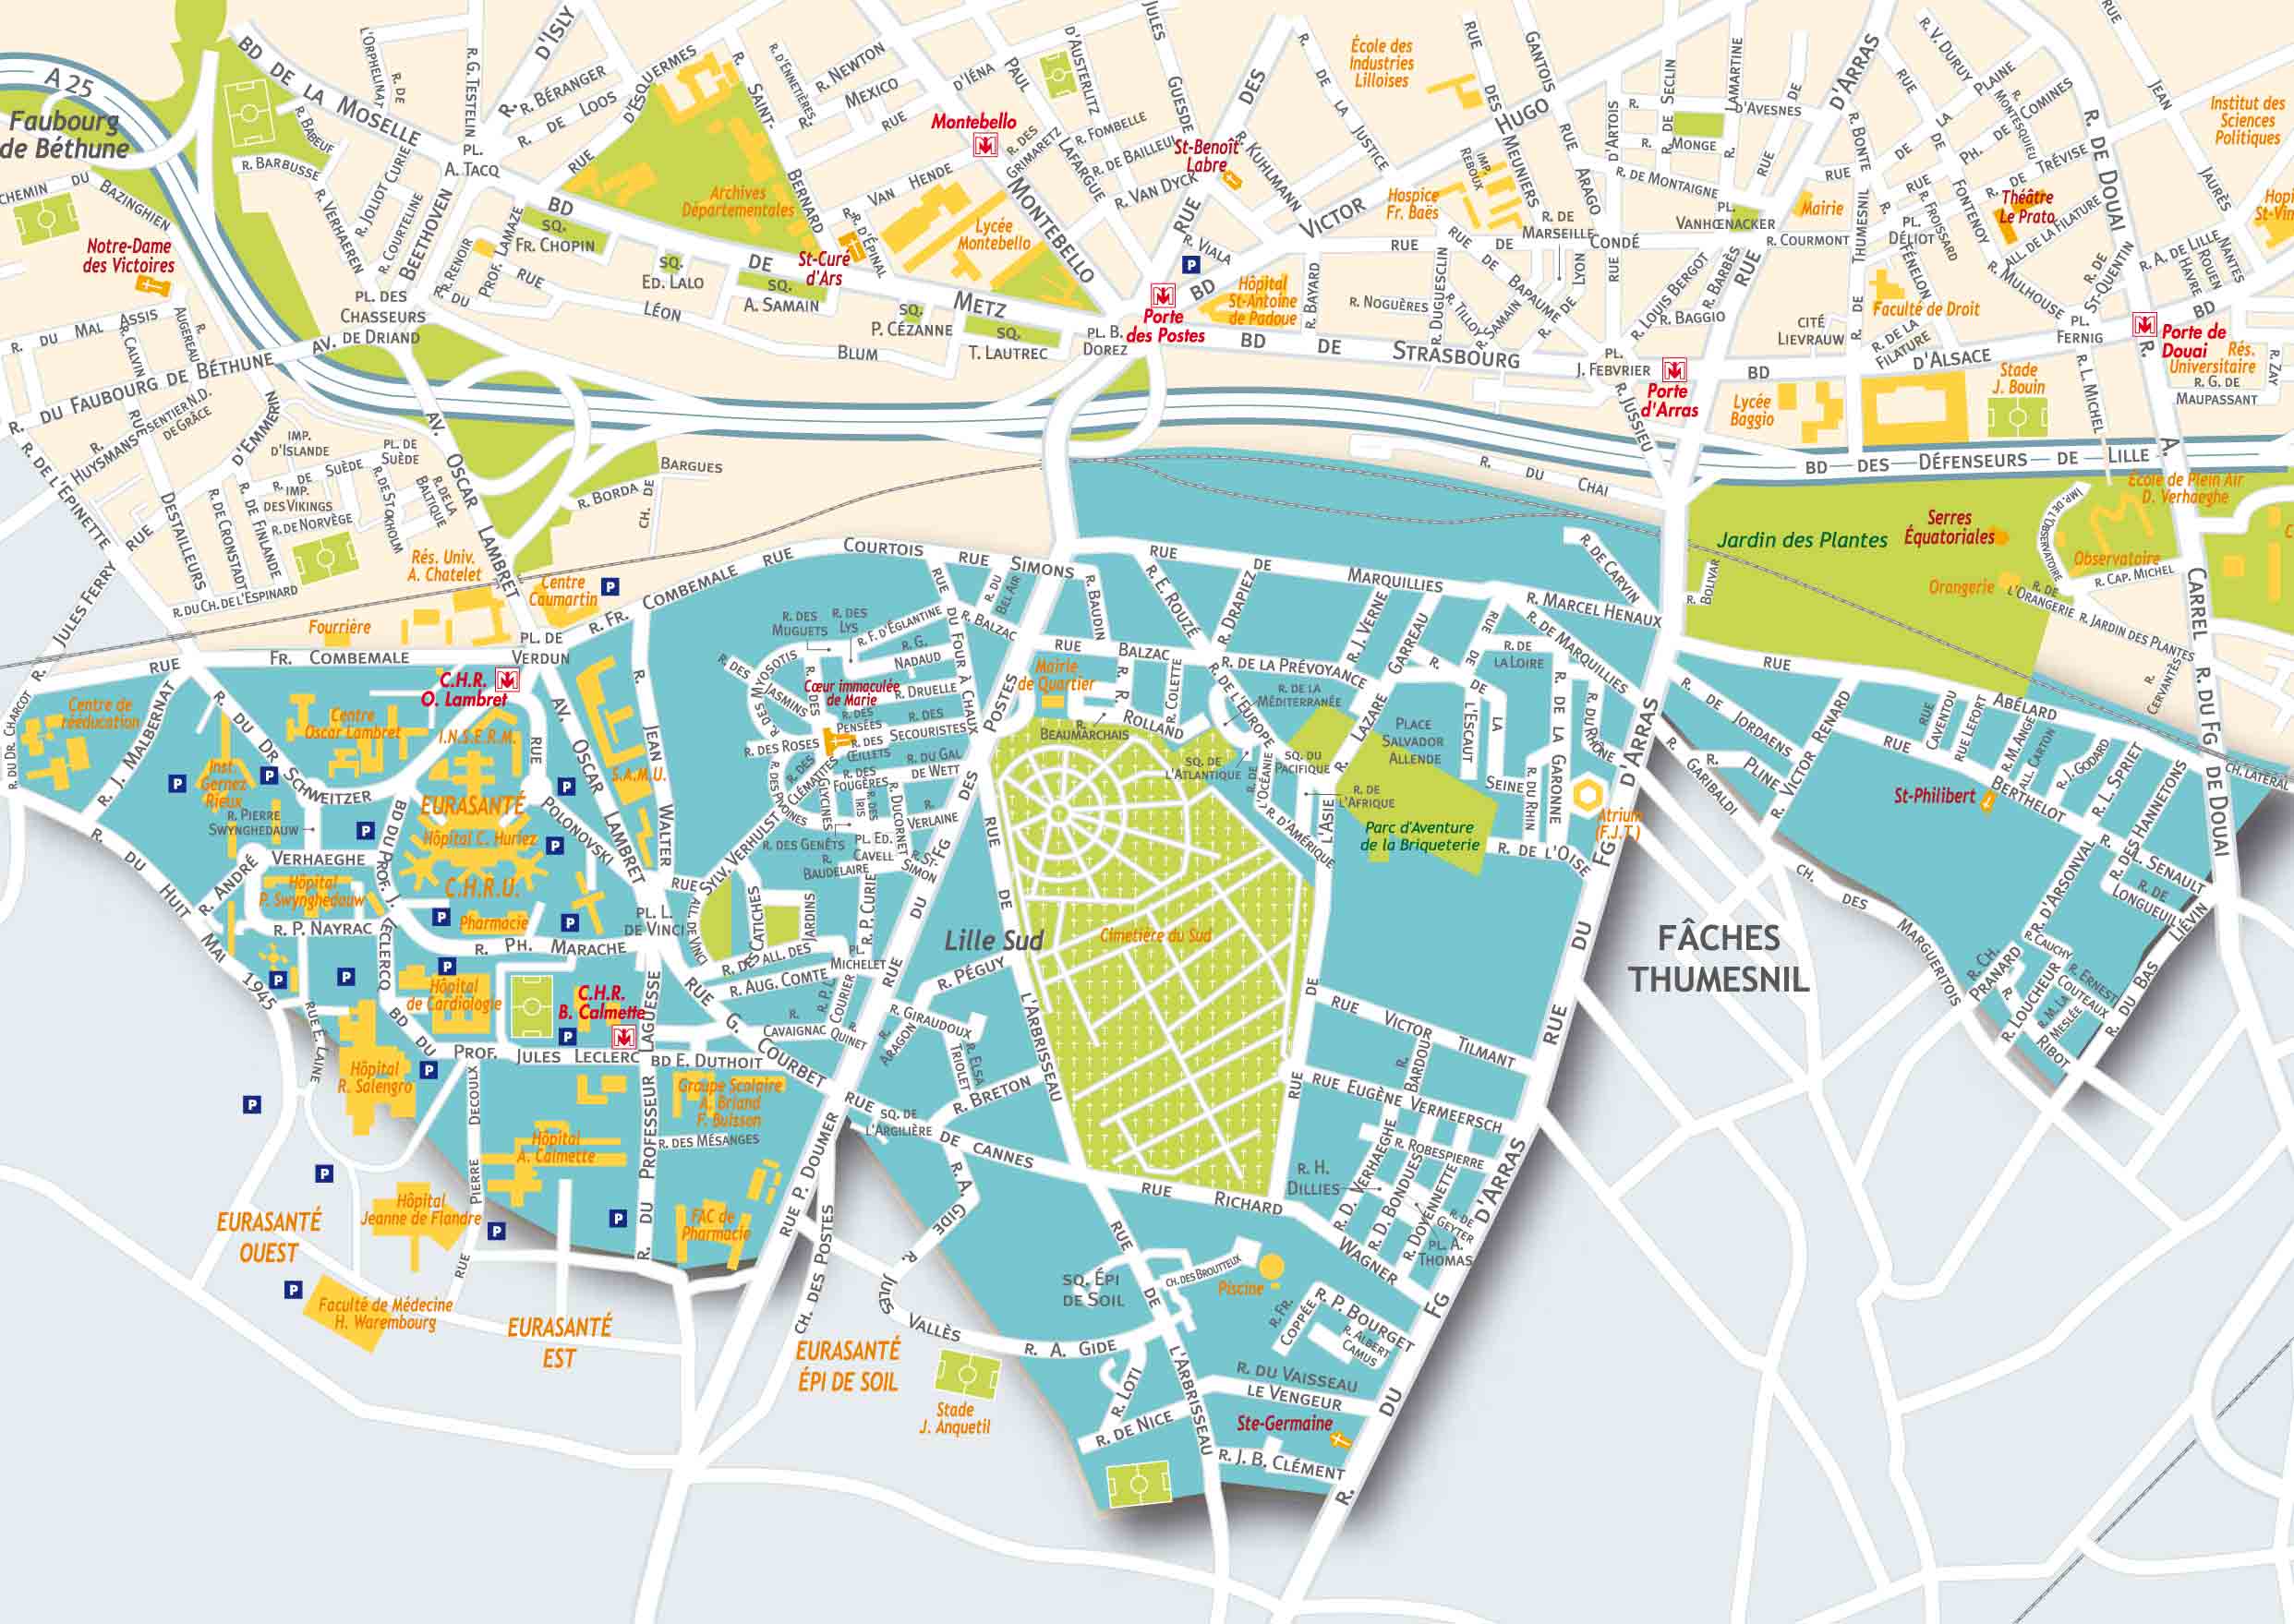 A 25
Faubourg
de Béthune
BD DE LA MOSELLE
L'ORPHELINAT
R. DE
R.G. TESTELIN
PL.
R. D'ISLY
R. BÉRANGER
R. DE LOOS
RUE D'ESQUERMES
R. SAINT-BERNARD
R. D'ENNETIÈRES
R. NEWTON
MEXICO
RUE
D'IÉNA
PAUL
LAFARGUE
D'AUSTERLITZ
JULES
GUESDE
RUE DES
R. DE LA JUSTICE
École des
Industries
Lilloises
RUE DES MEUNIERS
GANTOIS
VICTOR HUGO
RUE
ARAGO
D'ARTOIS
R. DE SECLIN
LAMARTINE
R. D'AVESNES
R. MONGE
R. DE MONTAIGNE
RUE D'ARRAS
R. BONTE
R. V. DURUY
PLAINE
MONTESQUIEU
PH. DE COMINES
R. DE TRÉVISE
R. DE DOUAI
JEAN
JAURÈS
Institut des
Sciences
Politiques
R. BABEUF
R. BARBUSSE
R. VERHAEREN
R. JOLIOT CURIE
R. COURTELINE
BEETHOVEN
A. TACQ
CHEMIN DU BAZINGHIEN
Notre-Dame
des Victoires
Archives
Départementales
Montebello
R. DES
GRIMARETZ
R. FOMBELLE
R. DE BAILLEUL
R. VAN DYCK
St-Benoît
Labre
R. KUHLMANN
R. VIALA
VAN HENDE
R. D'ÉPINAL
Lycée
Montebello
MONTEBELLO
St-Curé
d'Ars
Hospice
Fr. Baës
IMP.
REBOUX
R. DE
MARSEILLE
RUE DE CONDÉ
PL.
VANHŒNACKER
Mairie
R. COURMONT
THUMESNIL
PL.
DÉLIOT
FÉNELON
R. FROISSARD
FONTENOY
Théâtre
Le Prato
ALL. DE LA FILATURE
R. MULHOUSE
ST-QUENTIN
R. A. DE LILLE
NANTES
ROUEN
HAVRE
BD
SQ.
FR. CHOPIN
SQ.
ED. LALO
DE
SQ.
A. SAMAIN
METZ
SQ.
P. CÉZANNE
SQ.
T. LAUTREC
R. RENOIR
PROF. LAMAZE
RUE
LÉON
BLUM
PL. DES
CHASSEURS
DE DRIAND
PL. B.
DOREZ
Porte
des Postes
BD
Hôpital
St-Antoine
de Padoue
R. BAYARD
R. NOGUÈRES
R. DUGUESCLIN
R. TILLOY
R. SAMAIN
RUE DE BAPAUME
R. DE LYON
R. LOUIS BERGOT
R. BARBÈS
R. BAGGIO
BD DE STRASBOURG
PL.
J. FEBVRIER
R. JUSSIEU
Porte
d'Arras
CITÉ
LIEVRAUW
Faculté de Droit
R. DE LA
FILATURE
BD D'ALSACE
PL.
FERNIG
R. L. MICHEL
Lycée
Baggio
Stade
J. Bouin
Porte de
Douai
Rés.
Universitaire
R. G. DE
MAUPASSANT
R. ZAY
R. DU MAL ASSIS
R. CALVIN
AUGEREAU
R. DU FAUBOURG DE BÉTHUNE
AV.
R. HUYSMANS
DE GRÂCE
D'EMMERIN
R. DE L'EPINETTE
RUE
DESTAILLEURS
IMP.
D'ISLANDE
R. DE SUÈDE
PL. DE
SUÈDE
IMP.
DES VIKINGS
R. DE NORVÈGE
R. DE CRONSTADT
R. DE FINLANDE
R. DE STOKHOLM
R. DE LA
BALTIQUE
R. DU CH. DE L'ESPINARD
AV. OSCAR LAMBRET
R. BORDA
CH. DE
BARGUES
R. DU CHAI
BD DES DÉFENSEURS DE LILLE
École de Plein Air
D. Verhaeghe
Serres
Équatoriales
Jardin des Plantes
IMP. DE L'OBSERVATOIRE
Observatoire
R. CAP. MICHEL
Orangerie
R. DE
L'ORANGERIE
R. JARDIN DES PLANTES
R. A. CARREL
Rés. Univ.
A. Chatelet
Centre
Caumartin
Fourrière
PL. DE
VERDUN
R. FR. COMBEMALE
RUE
COURTOIS
RUE SIMONS
RUE DE MARQUILLIES
R. DE CARVIN
R. MARCEL HENAUX
R. BOLIVAR
R. JULES FERRY
RUE
FR. COMBEMALE
C.H.R.
O. Lambret
R. DU DR. CHARCOT
Centre de
rééducation
R. J. MALBERNAT
R. DU DR SCHWEITZER
Centre
Oscar Lambret
I.N.S.E.R.M.
Inst.
Gernez
Rieux
R. PIERRE
SWYNGHEDAUW
EURASANTÉ
Hôpital C. Huriez
C.H.R.U.
Pharmacie
RUE POLONOVSKI
AV. OSCAR LAMBRET
S.A.M.U.
R. JEAN WALTER
R. DES
MUGUETS
R. DES
LYS
R. F. D'ÉGLANTINE
R. G.
NADAUD
R. DES MYOSOTIS
R. DES JASMINS
Cœur immaculée
de Marie
R. DRUELLE
R. DES
PENSÉES
R. DES
SECOURISTES
R. DES
ŒILLETS
R. DU GAL
DE WETT
R. DES ROSES
R. DES
CLÉMATITES
R. DES
FOUGÈRES
R. DES PIVOINES
GLYCINES
R. DES
IRIS
R. DUCORNET
R.
VERLAINE
R. DES GENÊTS
PL. ED.
CAVELL
R.
BAUDELAIRE
R. ST
SIMON
RUE DU FOUR À CHAUX
R. DU
BEL AIR
R. BALZAC
R. BAUDIN
R. E. ROUZÉ
R. DRAPIEZ
R. J. VERNE
R. LAZARE GARREAU
RUE BALZAC
Mairie
de Quartier
R. R. ROLLAND
R. COLETTE
R.
BEAUMARCHAIS
R. DE LA PRÉVOYANCE
R. DE L'EUROPE
R. DE LA
MÉDITERRANÉE
SQ. DE
L'ATLANTIQUE
SQ. DU
PACIFIQUE
R. DE
L'OCÉANIE
R. D'AMÉRIQUE
R. DE
L'AFRIQUE
L'ASIE
PLACE
SALVADOR
ALLENDE
RUE DE L'ESCAUT
R. DE LA SEINE
R. DE
LA LOIRE
R. DE MARQUILLIES
R. DE LA GARONNE
R. DU RHÔNE
R. DU RHIN
R. DE L'OISE
Parc d'Aventure
de la Briqueterie
Atrium
(F.J.T.)
RUE ABÉLARD
R. DE JORDAENS
R. GARIBALDI
R. PLINE
R. VICTOR RENARD
RUE
CAVENTOU
RUE LEFORT
R. M. ANGE
ALL. CARTON
R. J. GODARD
R. L. SPRIET
RUE BERTHELOT
St-Philibert
R. DES HANNETONS
R.
CERVANTÈS
R. DU FG DE DOUAI
CH. LATÉRAL
R. L. SENAULT
R. DE
LONGUEUIL
R. D'ARSONVAL
R. CAUCHY
R. ERNEST
COUTEAUX
R. M. LA
MESLÉE
R. LOUCHEUR
R. RIBOT
R. CH.
PRANARD
R. DU BAS LIÉVIN
CH. DES MARGUERITOIS
FÂCHES
THUMESNIL
R. DU HUIT MAI 1945
R. ANDRÉ
VERHAEGHE
Hôpital
P. Swynghedauw
R. P. NAYRAC
BD DU PROF. J. LECLERCQ
R. PH. MARACHE
PL. L.
DE VINCI
RUE SYLV. VERHULST
ALL. DE VINCI
R. DES CATICHES
R. DES
ALL. DES JARDINS
R. P. CURIE
PL.
MICHELET
R. AUG. COMTE
R. P.L.
COURIER
R.
CAVAIGNAC
R.
QUINET
RUE G. COURBET
Hôpital
de Cardiologie
C.H.R.
B. Calmette
LAGUESSE
BD DU PROF. JULES LECLERC
BD E. DUTHOIT
RUE E. LAINE
Hôpital
R. Salengro
DECOULX
PIERRE
RUE
Hôpital
A. Calmette
R. DU PROFESSEUR
Groupe Scolaire
A. Briand
F. Buisson
R. DES MÉSANGES
FAC de
Pharmacie
RUE P. DOUMER
CH. DES POSTES
Hôpital
Jeanne de Flandre
EURASANTÉ
OUEST
Faculté de Médecine
H. Warembourg
EURASANTÉ
EST
EURASANTÉ
ÉPI DE SOIL
Stade
J. Anquetil
Lille Sud
RUE DU FG DES POSTES
R. PÉGUY
R. GIRAUDOUX
R.
ARAGON
TRIOLET
R. ELSA
R. BRETON
RUE DE L'ARBRISSEAU
Cimetière du Sud
RUE DE
SQ. DE
L'ARGILIÈRE
RUE DE CANNES
R. A. GIDE
R. JULES VALLÈS
RUE RICHARD WAGNER
RUE VICTOR TILMANT
R.
BARDOUX
RUE EUGÈNE VERMEERSCH
R. ROBESPIERRE
R. D. VERHAEGHE
R. D. BONDUES
R. DOYENNETTE
R. DE
GEYTER
PL. A.
THOMAS
R. H.
DILLIES
RUE DU FG D'ARRAS
SQ. ÉPI
DE SOIL
CH. DES BROUTTEUX
Piscine
RUE DE L'ARBRISSEAU
R. A. GIDE
R. FR.
COPPÉE
R. P. BOURGET
R. ALBERT
CAMUS
R. LOTI
R. DE NICE
R. DU VAISSEAU
LE VENGEUR
Ste-Germaine
R. J. B. CLÉMENT
R. DU FG D'ARRAS